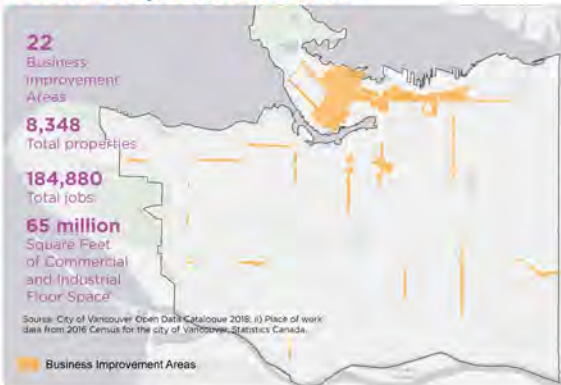 22
Business
Improvement
Areas
8,348
Total properties
184,880
Total jobs
65 million
Square Feet
of Commercial
and Industrial
Floor Space
Source: City of Vancouver Open Data Catalogue 2018; ii) Place of work
data from 2016 Census for the city of Vancouver, Statistics Canada.
Business Improvement Areas